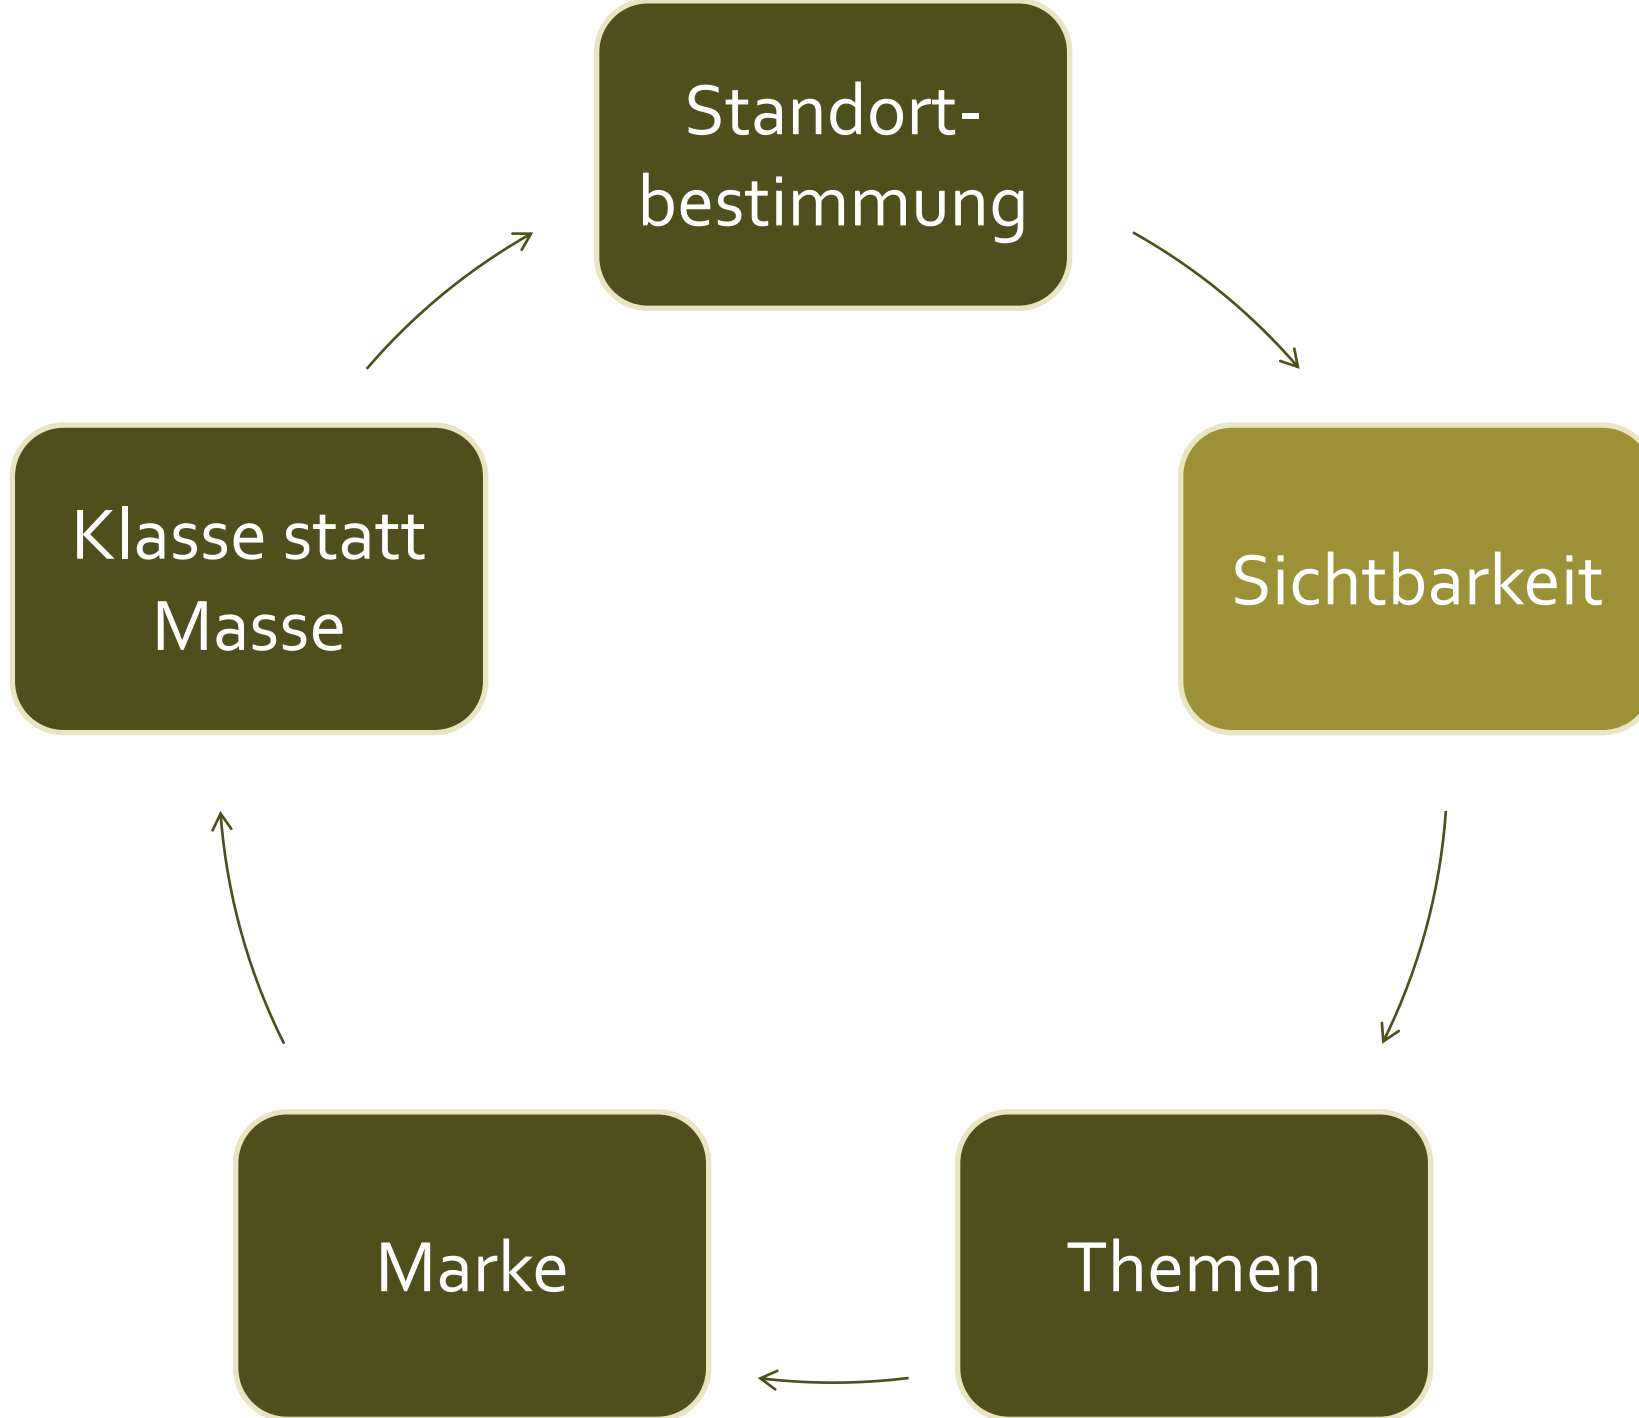 Standort-
bestimmung
Sichtbarkeit
Themen
Marke
Klasse statt
Masse